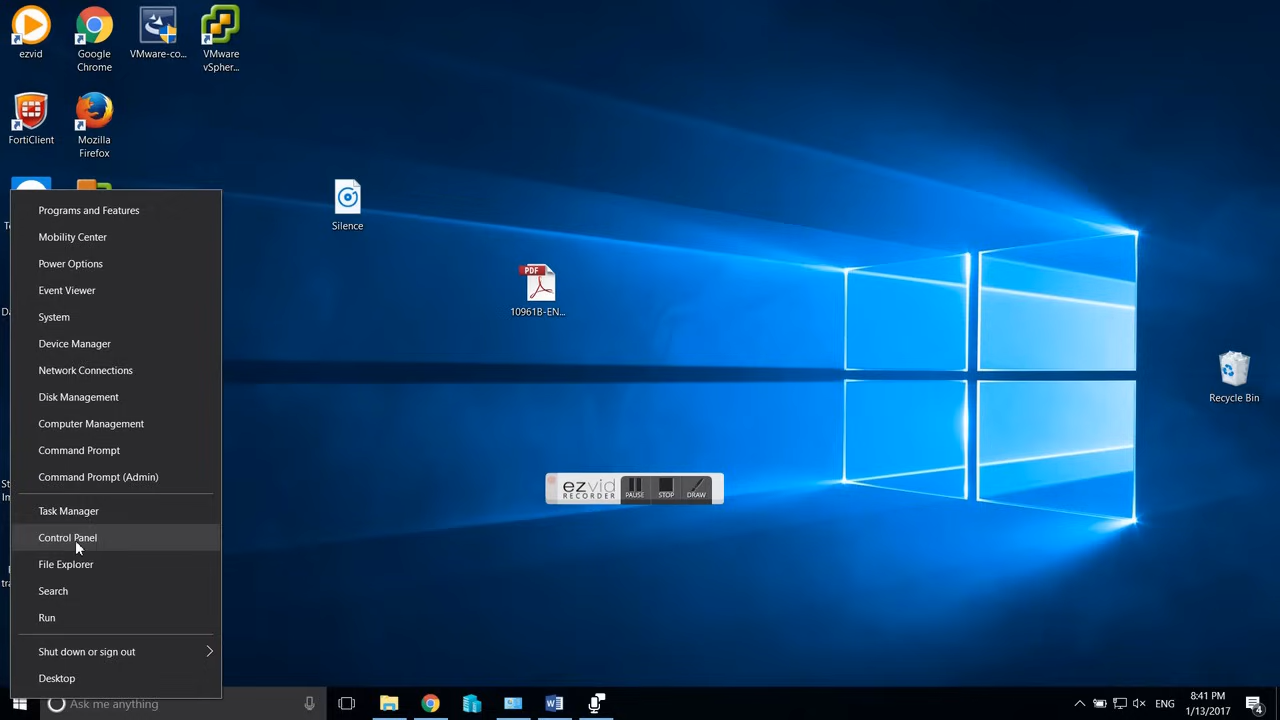 ezvid
Google
Chrome
VMware-co...
VMware
vSpher...
FortiClient
Mozilla
Firefox
Silence
PDF
10961B-EN...
Recycle Bin
Programs and Features
Mobility Center
Power Options
Event Viewer
System
Device Manager
Network Connections
Disk Management
Computer Management
Command Prompt
Command Prompt (Admin)
Task Manager
Control Panel
File Explorer
Search
Run
Shut down or sign out
Desktop
ezvid
RECORDER
PAUSE
STOP
DRAW
Ask me anything
ENG
8:41 PM
1/13/2017
4